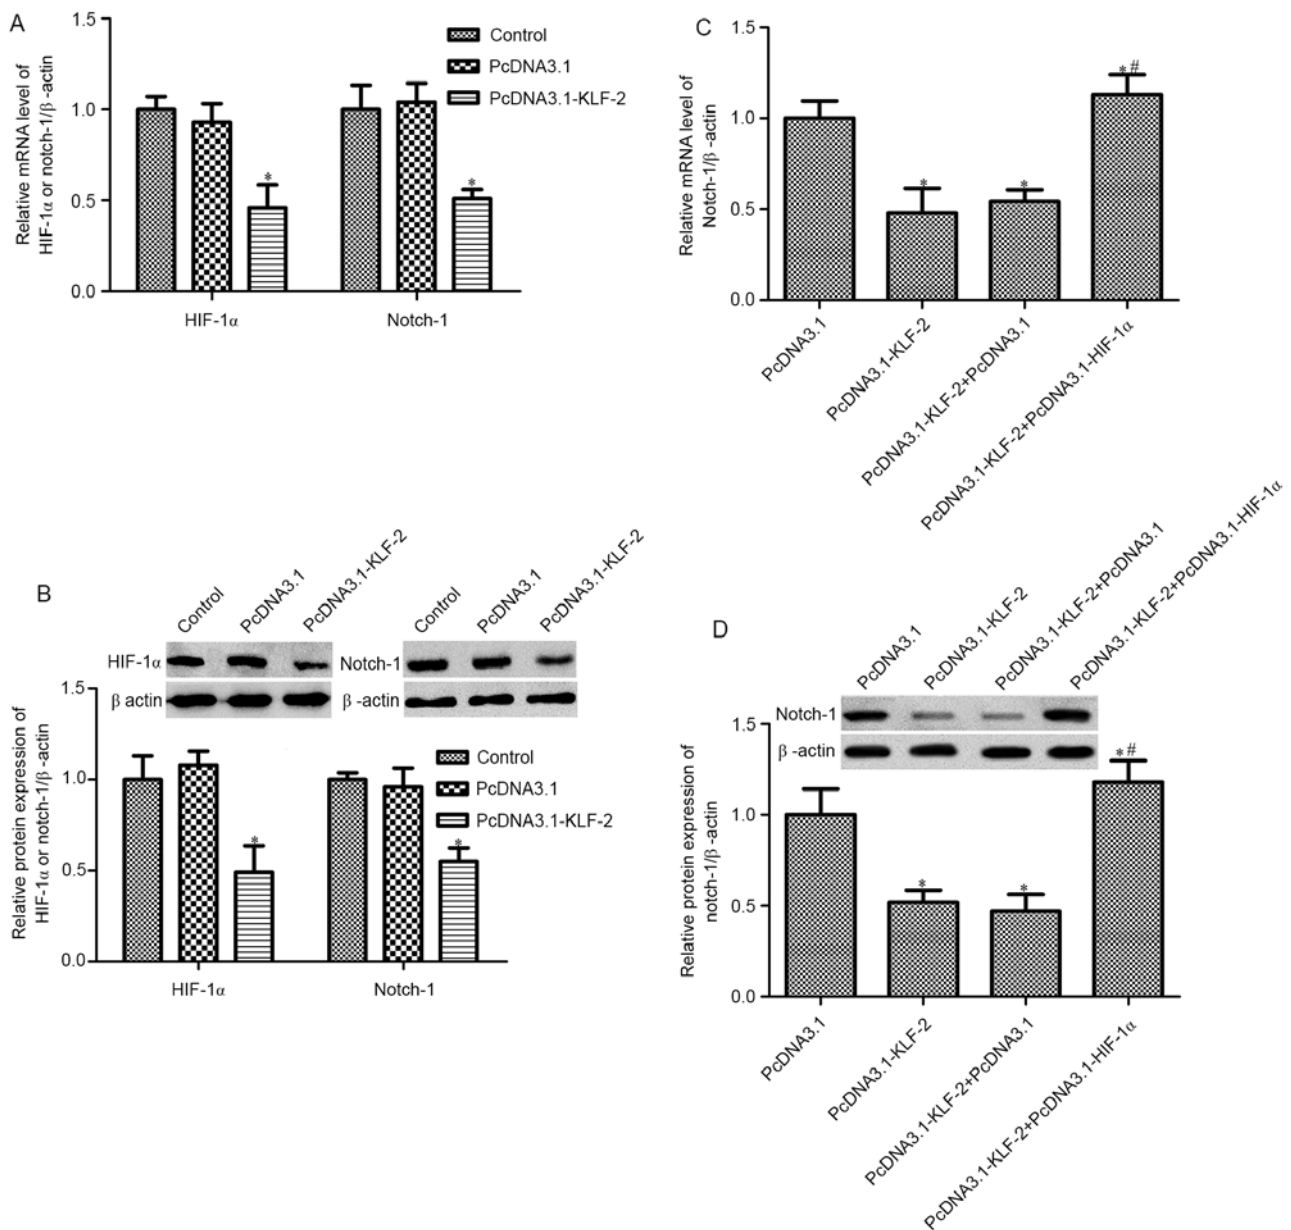 A
Relative mRNA level of
HIF-1α or notch-1/β -actin
1.5
1.0
0.5
0.0
Control
PcDNA3.1
PcDNA3.1-KLF-2
*
*
HIF-1α
Notch-1
C
Relative mRNA level of
Notch-1/β -actin
1.5
1.0
0.5
0.0
*
*
*#
PcDNA3.1
PcDNA3.1-KLF-2
PcDNA3.1-KLF-2+PcDNA3.1
PcDNA3.1-KLF-2+PcDNA3.1-HIF-1α
B
Control
PcDNA3.1
PcDNA3.1-KLF-2
Control
PcDNA3.1
PcDNA3.1-KLF-2
HIF-1α
β actin
Notch-1
β -actin
Relative protein expression of
HIF-1α or notch-1/β-actin
1.5
1.0
0.5
0.0
Control
PcDNA3.1
PcDNA3.1-KLF-2
*
*
HIF-1α
Notch-1
D
PcDNA3.1
PcDNA3.1-KLF-2
PcDNA3.1-KLF-2+PcDNA3.1
PcDNA3.1-KLF-2+PcDNA3.1-HIF-1α
Notch-1
β -actin
Relative protein expression of
notch-1/β -actin
1.5
1.0
0.5
0.0
*
*
*#
PcDNA3.1
PcDNA3.1-KLF-2
PcDNA3.1-KLF-2+PcDNA3.1
PcDNA3.1-KLF-2+PcDNA3.1-HIF-1α